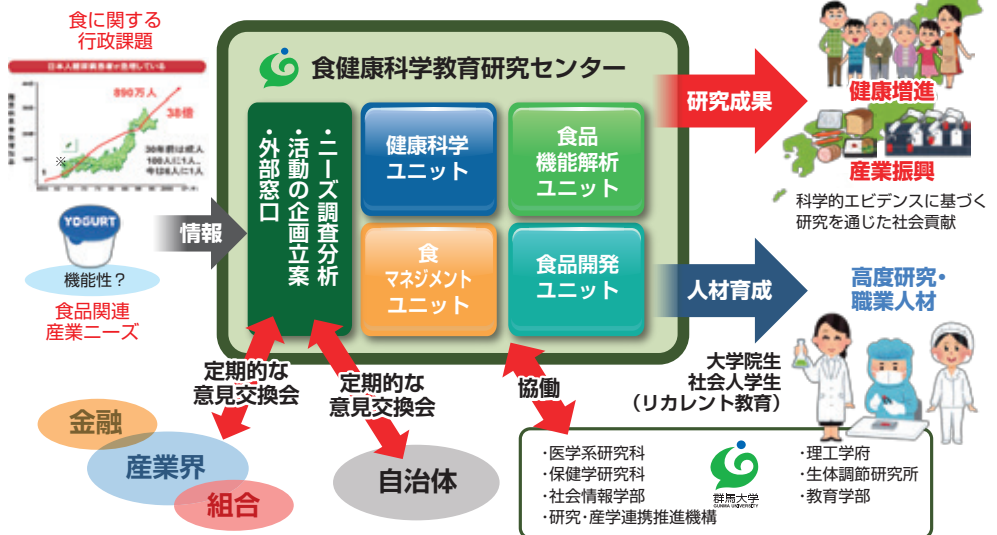 食に関する
行政課題
日本人糖尿病患者が急増している
890万人
38倍
※
30年前は成人
100人に1人、
今は8人に1人
YOGURT
機能性？
食品関連
産業ニーズ
情報
食健康科学教育研究センター
・ニーズ調査分析
・活動の企画立案
・外部窓口
健康科学
ユニット
食品
機能解析
ユニット
食
マネジメント
ユニット
食品開発
ユニット
研究成果
健康増進
産業振興
科学的エビデンスに基づく
研究を通じた社会貢献
人材育成
高度研究・
職業人材
大学院生
社会人学生
（リカレント教育）
定期的な
意見交換会
定期的な
意見交換会
協働
金融
産業界
組合
自治体
・医学系研究科
・保健学研究科
・社会情報学部
・研究・産学連携推進機構
群馬大学
GUNMA UNIVERSITY
・理工学府
・生体調節研究所
・教育学部